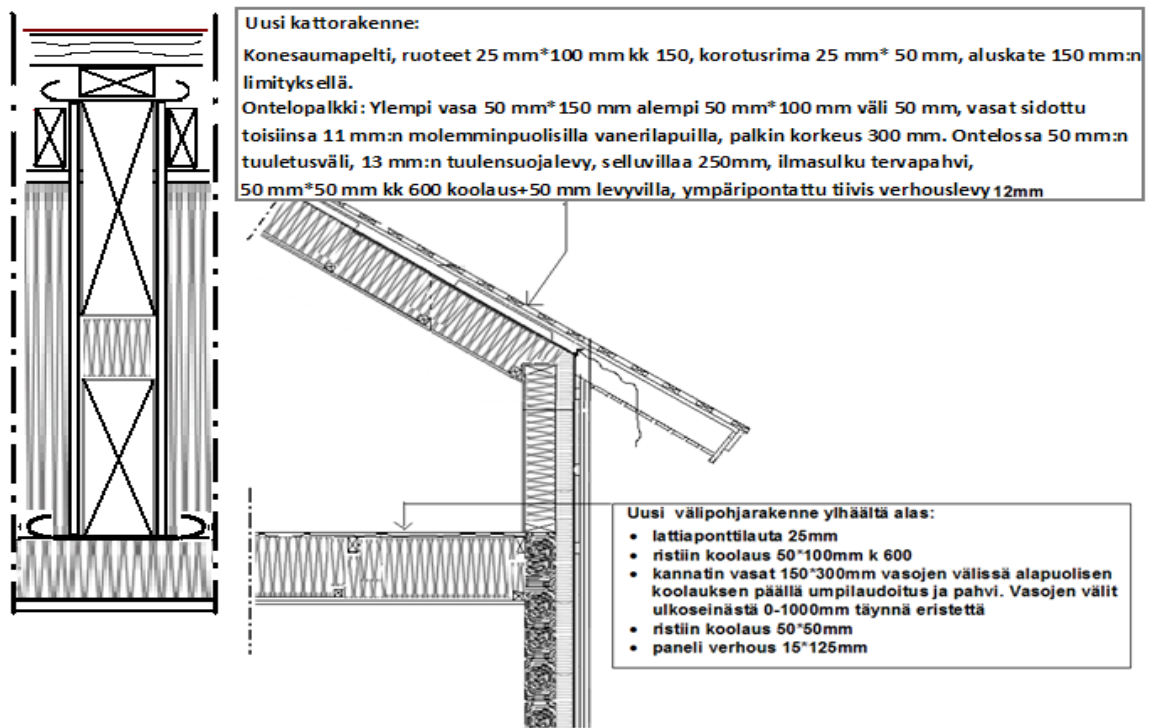 Uusi kattorakenne:
Konesaumapelti, ruoteet 25 mm*100 mm kk 150, korotusrima 25 mm* 50 mm, aluskate 150 mm:n
limityksellä.
Ontelopalkki: Ylempi vasa 50 mm*150 mm alempi 50 mm*100 mm väli 50 mm, vasat sidottu
toisiinsa 11 mm:n molemminpuolisilla vanerilapuilla, palkin korkeus 300 mm. Ontelossa 50 mm:n
tuuletusväli, 13 mm:n tuulensuojalevy, selluvillaa 250mm, ilmasulku tervapahvi,
50 mm*50 mm kk 600 koolaus+50 mm levyvilla, ympäripontattu tiivis verhouslevy 12mm
Uusi välipohjarakenne ylhäältä alas:
• lattiaponttilauta 25mm
• ristiin koolaus 50*100mm k 600
• kannatin vasat 150*300mm vasojen välissä alapuolisen
koolauksen päällä umpilaudoitus ja pahvi. Vasojen välit
ulkoseinästä 0-1000mm täynnä eristettä
• ristiin koolaus 50*50mm
• paneli verhous 15*125mm